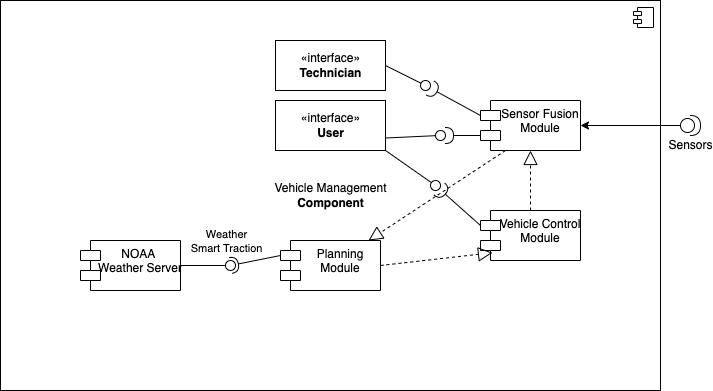 «interface»
Technician
«interface»
User
Sensor Fusion
Module
Sensors
Vehicle Management
Component
Vehicle Control
Module
Weather
Smart Traction
NOAA
Weather Server
Planning
Module